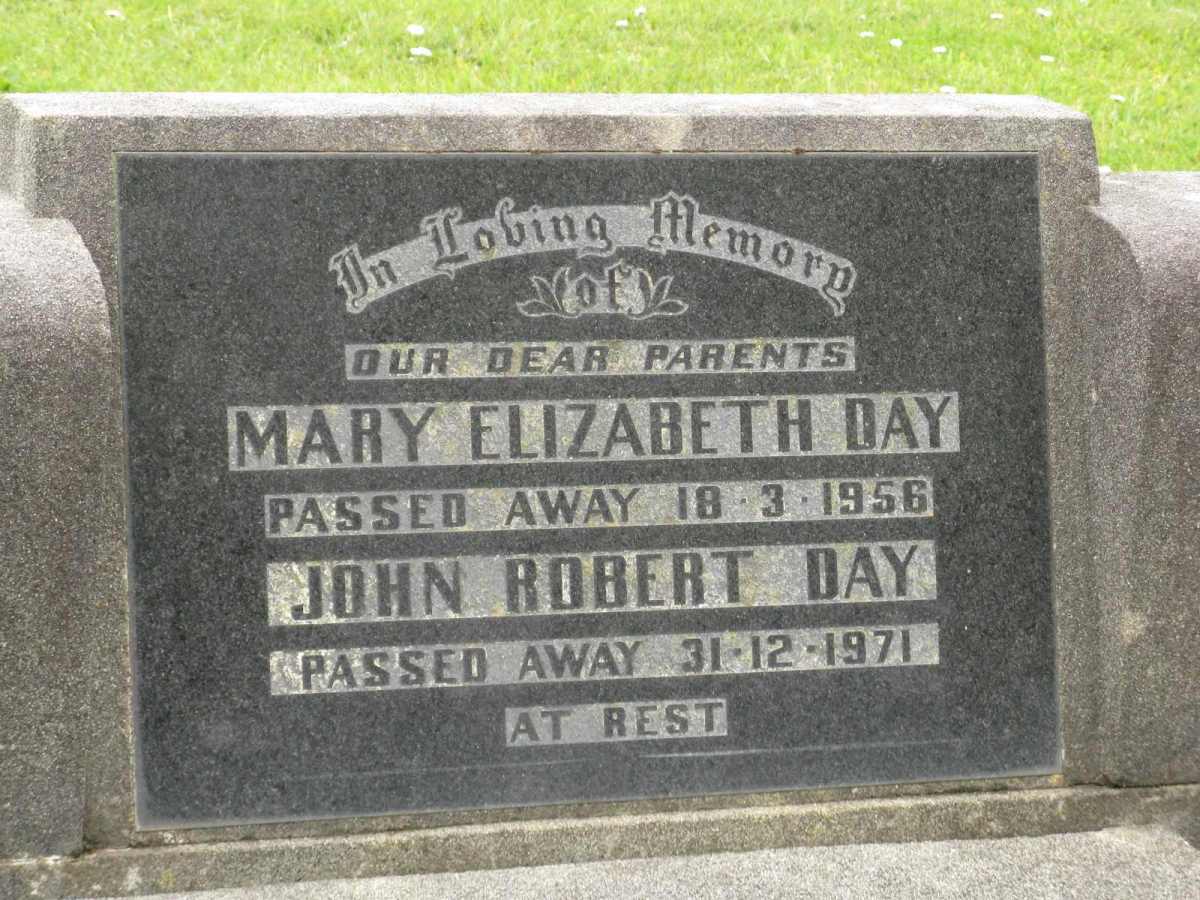 In Loving Memory
of
OUR DEAR PARENTS
MARY ELIZABETH DAY
PASSED AWAY 18·3·1956
JOHN ROBERT DAY
PASSED AWAY 31·12·1971
AT REST